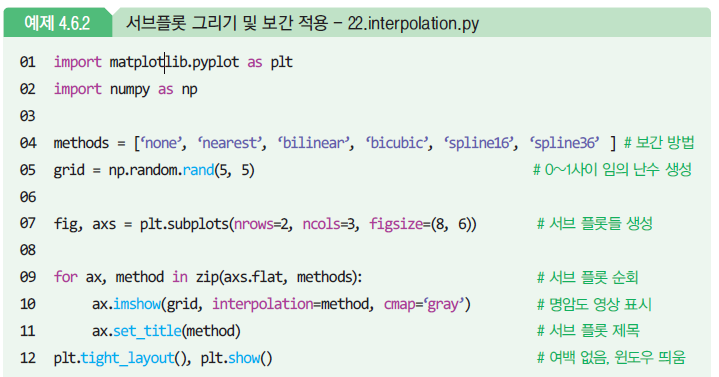 예제 4.6.2 서브플롯 그리기 및 보간 적용 - 22.interpolation.py
01 import matplotlib.pyplot as plt
02 import numpy as np
03
04 methods = [‘none’, ‘nearest’, ‘bilinear’, ‘bicubic’, ‘spline16’, ‘spline36’ ] # 보간 방법
05 grid = np.random.rand(5, 5) # 0~1사이 임의 난수 생성
06
07 fig, axs = plt.subplots(nrows=2, ncols=3, figsize=(8, 6)) # 서브 플롯들 생성
08
09 for ax, method in zip(axs.flat, methods): # 서브 플롯 순회
10 ax.imshow(grid, interpolation=method, cmap=‘gray’) # 명암도 영상 표시
11 ax.set_title(method) # 서브 플롯 제목
12 plt.tight_layout(), plt.show() # 여백 없음, 윈도우 띄움